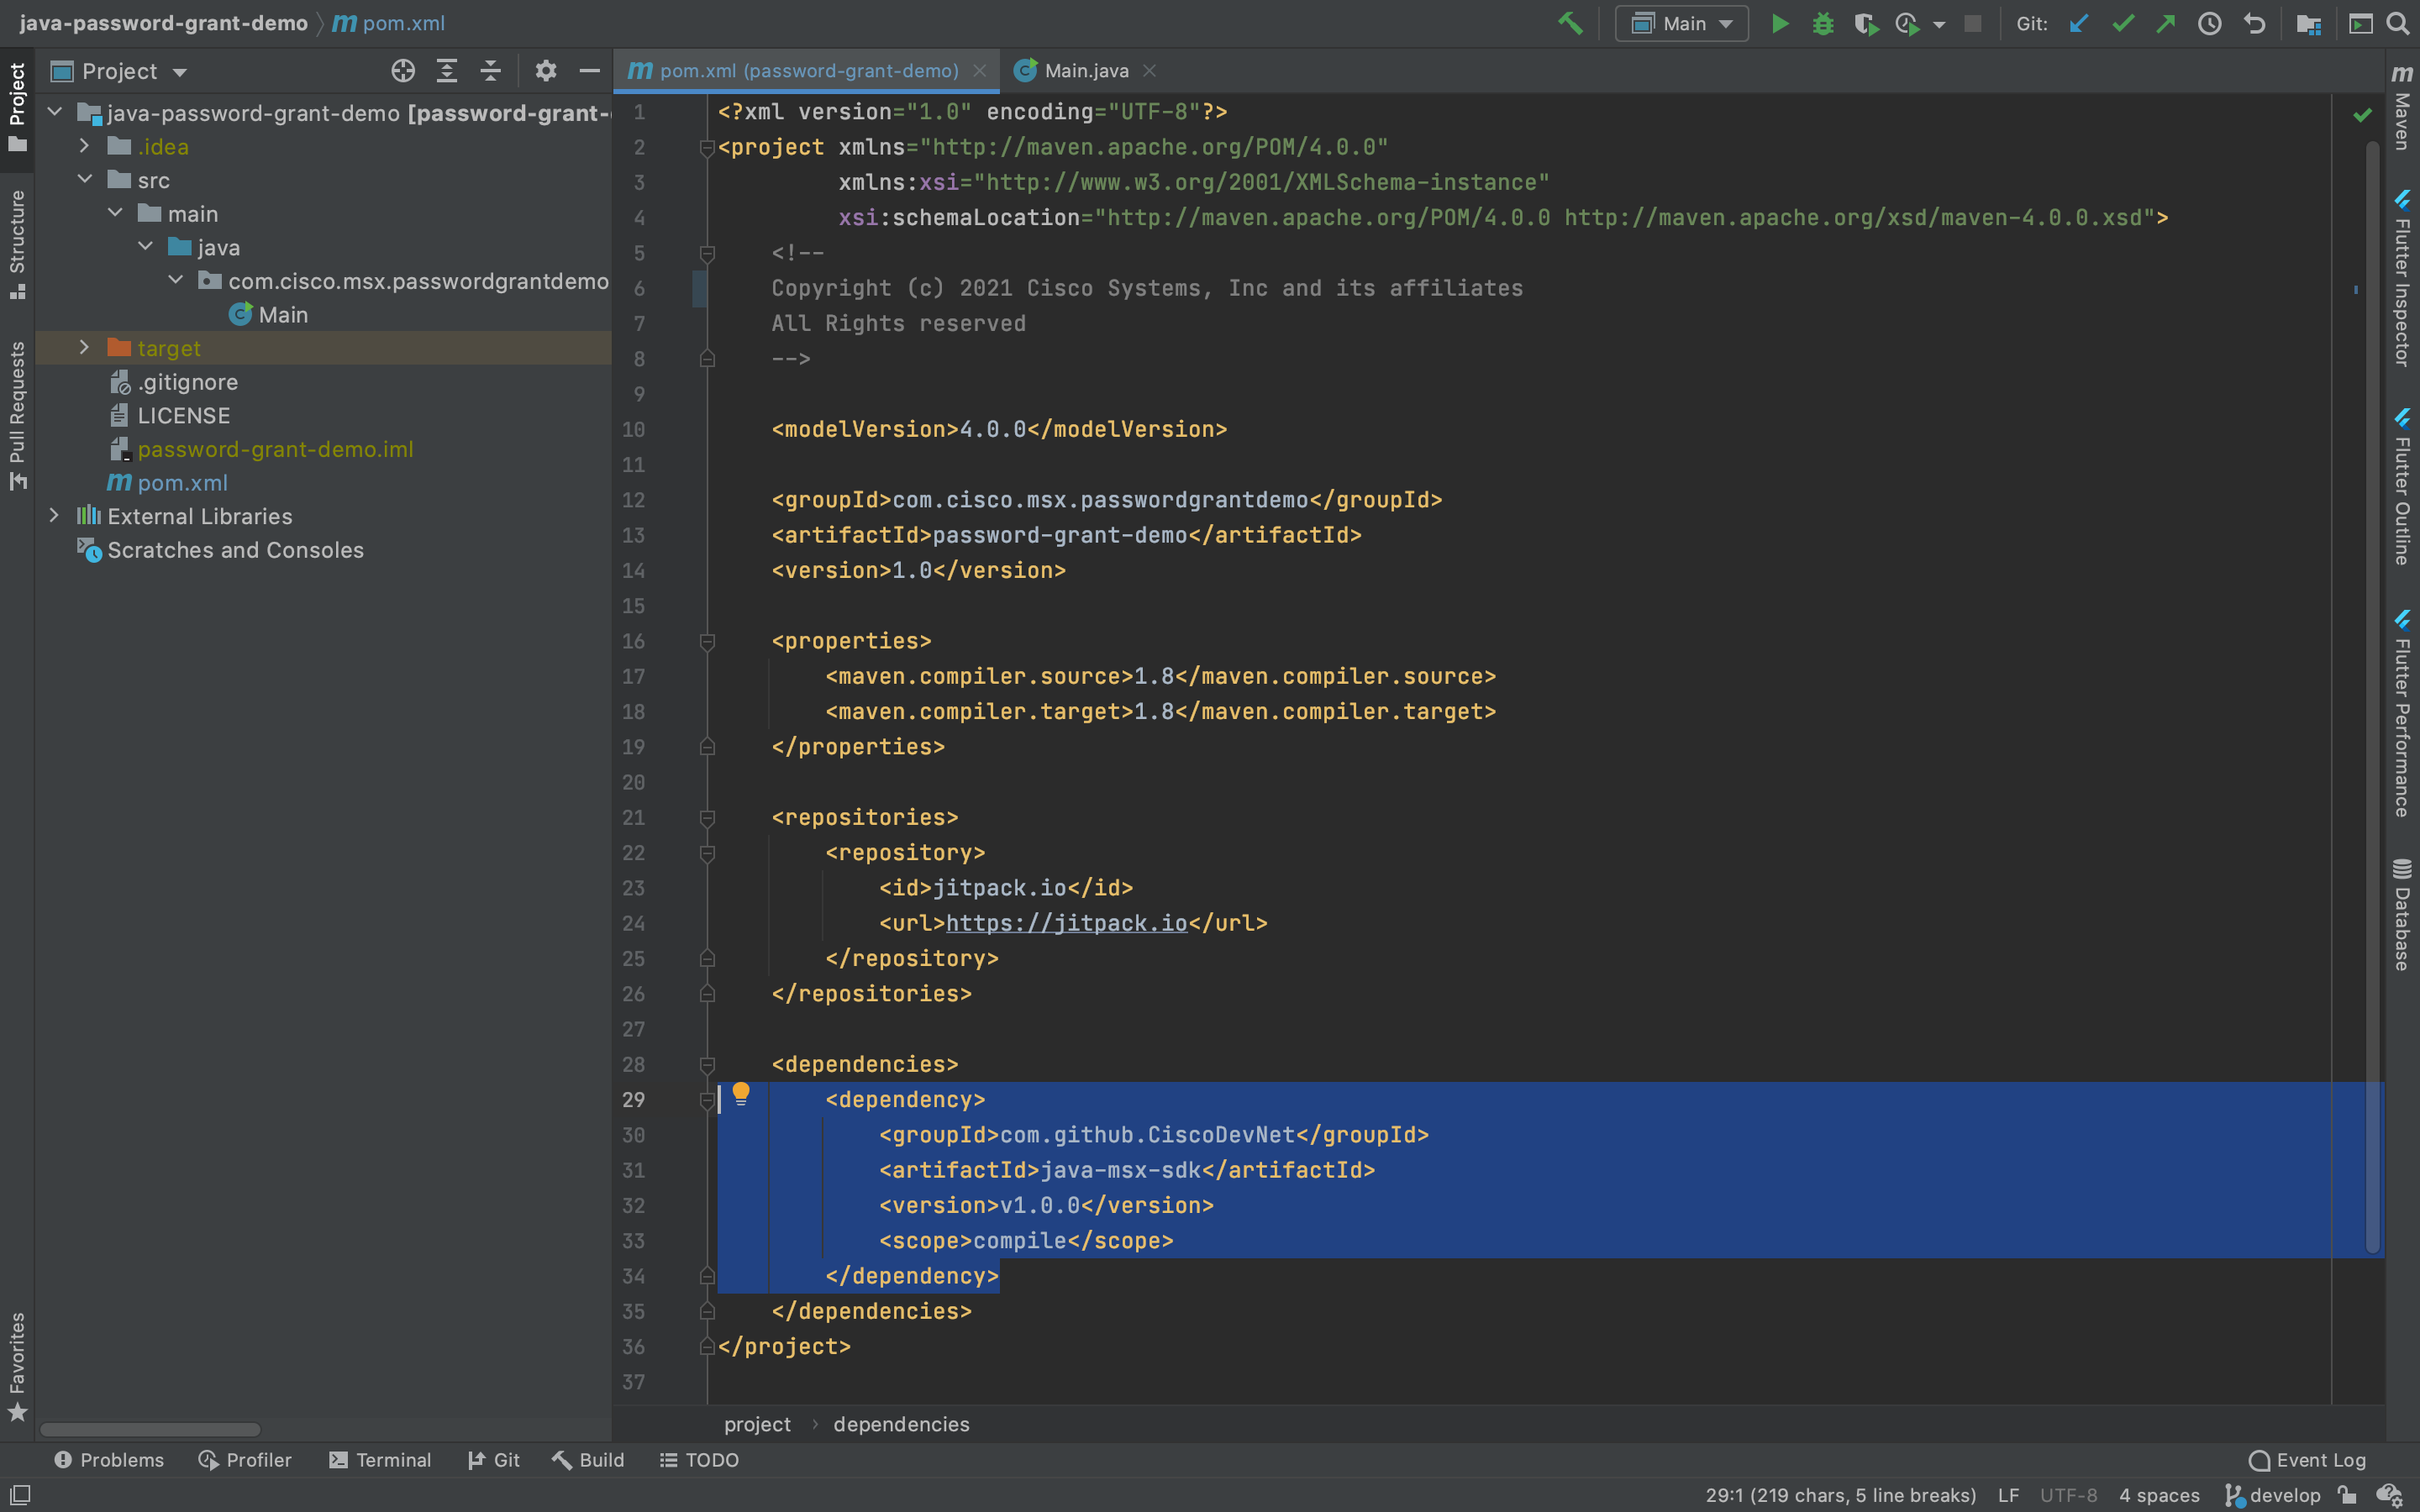 java-password-grant-demo
m pom.xml
Main
Git:
Project
pom.xml (password-grant-demo)
Main.java
java-password-grant-demo [password-grant-
.idea
src
main
java
com.cisco.msx.passwordgrantdemo
Main
target
.gitignore
LICENSE
password-grant-demo.iml
pom.xml
External Libraries
Scratches and Consoles
Project
Structure
Pull Requests
Favorites
1 <?xml version="1.0" encoding="UTF-8"?>
2 <project xmlns="http://maven.apache.org/POM/4.0.0"
3 xmlns:xsi="http://www.w3.org/2001/XMLSchema-instance"
4 xsi:schemaLocation="http://maven.apache.org/POM/4.0.0 http://maven.apache.org/xsd/maven-4.0.0.xsd">
5 <!--
6 Copyright (c) 2021 Cisco Systems, Inc and its affiliates
7 All Rights reserved
8 -->
9
10 <modelVersion>4.0.0</modelVersion>
11
12 <groupId>com.cisco.msx.passwordgrantdemo</groupId>
13 <artifactId>password-grant-demo</artifactId>
14 <version>1.0</version>
15
16 <properties>
17 <maven.compiler.source>1.8</maven.compiler.source>
18 <maven.compiler.target>1.8</maven.compiler.target>
19 </properties>
20
21 <repositories>
22 <repository>
23 <id>jitpack.io</id>
24 <url>https://jitpack.io</url>
25 </repository>
26 </repositories>
27
28 <dependencies>
29 <dependency>
30 <groupId>com.github.CiscoDevNet</groupId>
31 <artifactId>java-msx-sdk</artifactId>
32 <version>v1.0.0</version>
33 <scope>compile</scope>
34 </dependency>
35 </dependencies>
36 </project>
37
project › dependencies
Maven
Flutter Inspector
Flutter Outline
Flutter Performance
Database
Problems
Profiler
Terminal
Git
Build
TODO
Event Log
29:1 (219 chars, 5 line breaks)
LF
UTF-8
4 spaces
develop